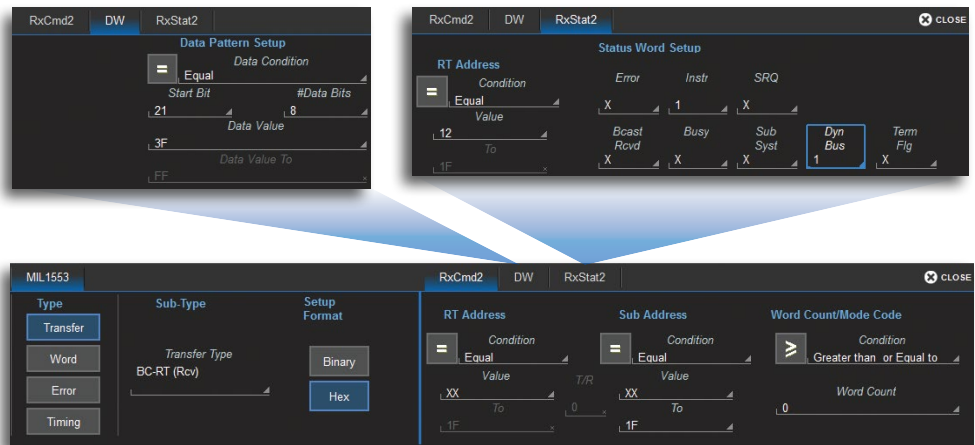 RxCmd2 DW RxStat2
Data Pattern Setup
Data Condition
= Equal
Start Bit #Data Bits
21 8
Data Value
3F
Data Value To
FF
RxCmd2 DW RxStat2 CLOSE
Status Word Setup
RT Address
Condition
= Equal
Value
12
To
1F
Error Instr SRQ
X 1 X
Bcast Rcvd Busy Sub Syst Dyn Bus Term Flg
X X X 1 X
MIL1553
Type
Transfer
Word
Error
Timing
Sub-Type
Transfer Type
BC-RT (Rcv)
Setup
Format
Binary
Hex
RxCmd2 DW RxStat2 CLOSE
RT Address
Condition
= Equal
Value
XX
To
1F
T/R
0
Sub Address
Condition
= Equal
Value
XX
To
1F
Word Count/Mode Code
Condition
≥ Greater than or Equal to
Word Count
0